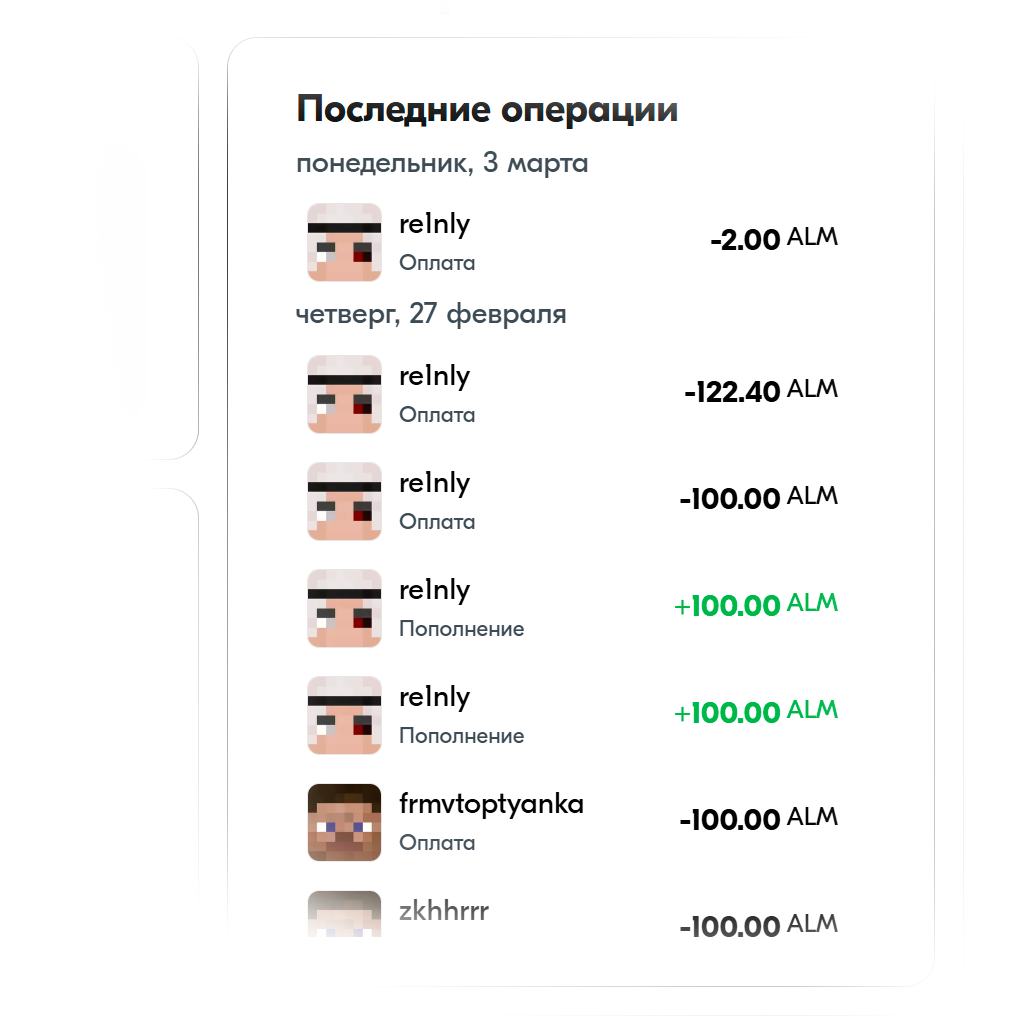 Последние операции
понедельник, 3 марта
re1nly
-2.00 ALM
Оплата
четверг, 27 февраля
re1nly
-122.40 ALM
Оплата
re1nly
-100.00 ALM
Оплата
re1nly
+100.00 ALM
Пополнение
re1nly
+100.00 ALM
Пополнение
frmvtoptyanka
-100.00 ALM
Оплата
zkhhrrr
-100.00 ALM